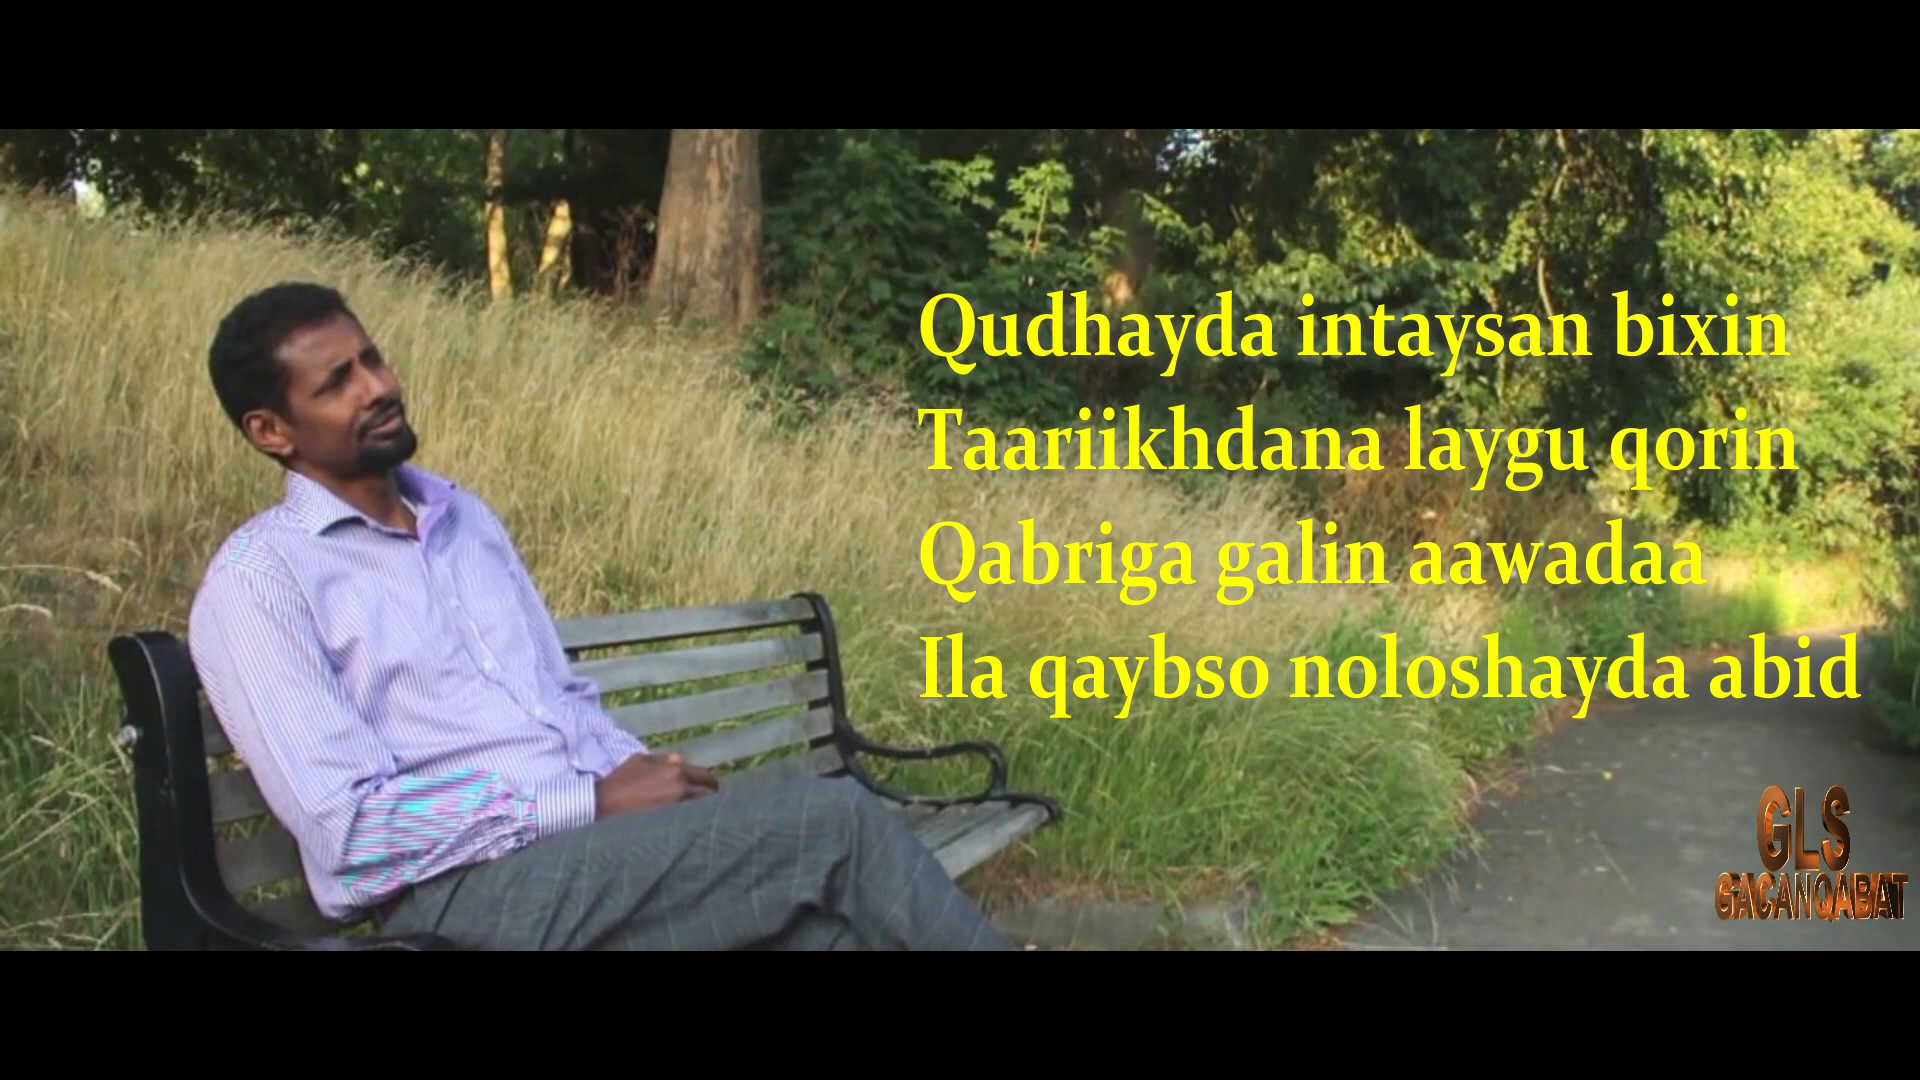 Qudhayda intaysan bixin
Taariikhdana laygu qorin
Qabriga galin aawadaa
Ila qaybso noloshayda abid
GLS
GACANQABAT